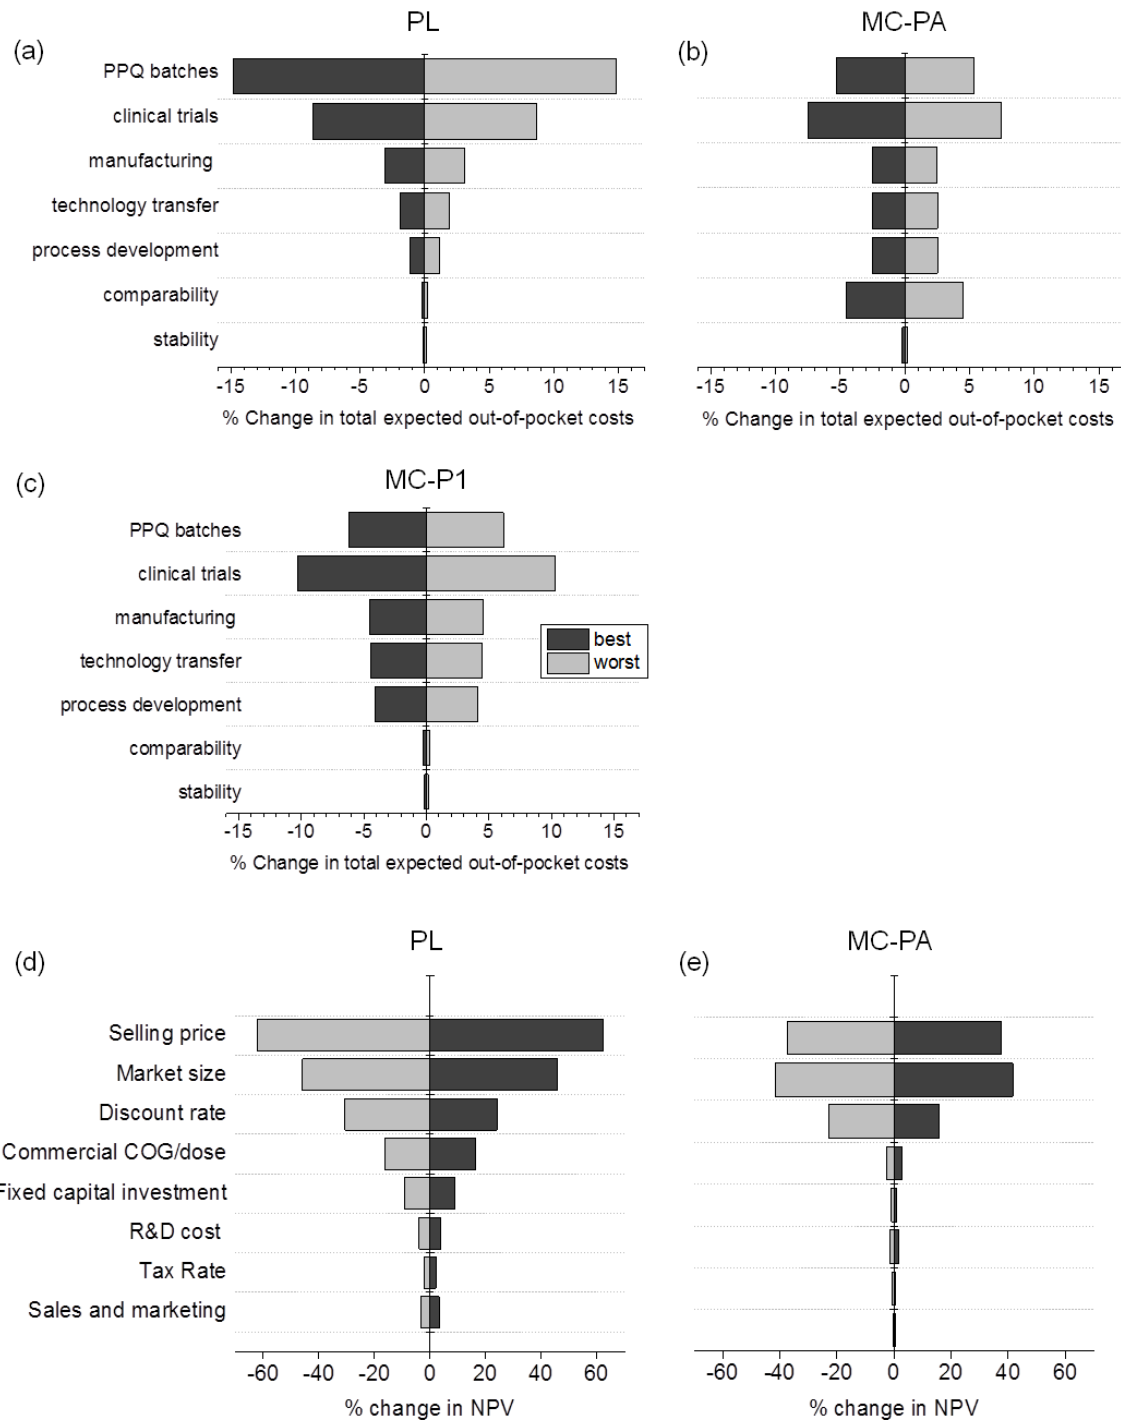 PL
MC-PA
(a)
(b)
PPQ batches
clinical trials
manufacturing
technology transfer
process development
comparability
stability
-15 -10 -5 0 5 10 15
-15 -10 -5 0 5 10 15
% Change in total expected out-of-pocket costs
% Change in total expected out-of-pocket costs
(c)
MC-P1
PPQ batches
clinical trials
manufacturing
technology transfer
process development
comparability
stability
best
worst
-15 -10 -5 0 5 10 15
% Change in total expected out-of-pocket costs
PL
MC-PA
(d)
(e)
Selling price
Market size
Discount rate
Commercial COG/dose
Fixed capital investment
R&D cost
Tax Rate
Sales and marketing
-60 -40 -20 0 20 40 60
-60 -40 -20 0 20 40 60
% change in NPV
% change in NPV